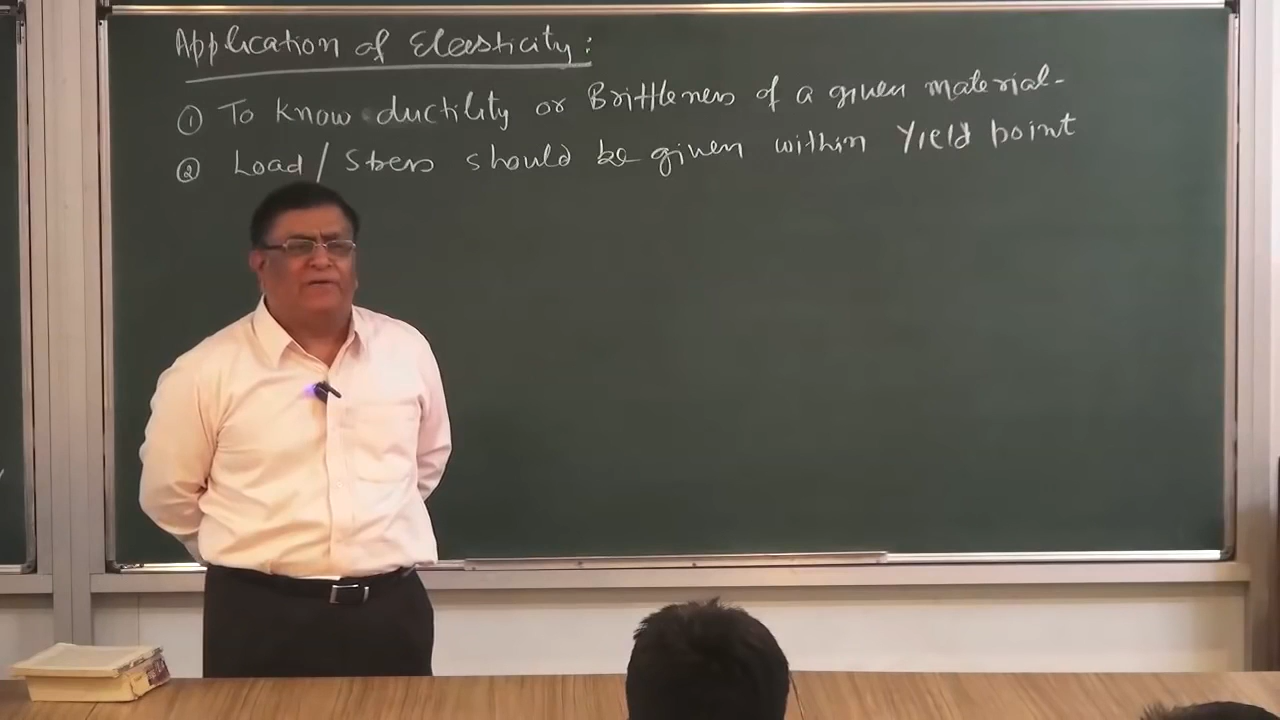 Application of Elasticity:
① To know ductility or Brittleness of a given material-
② Load / Stress should be given within Yield point